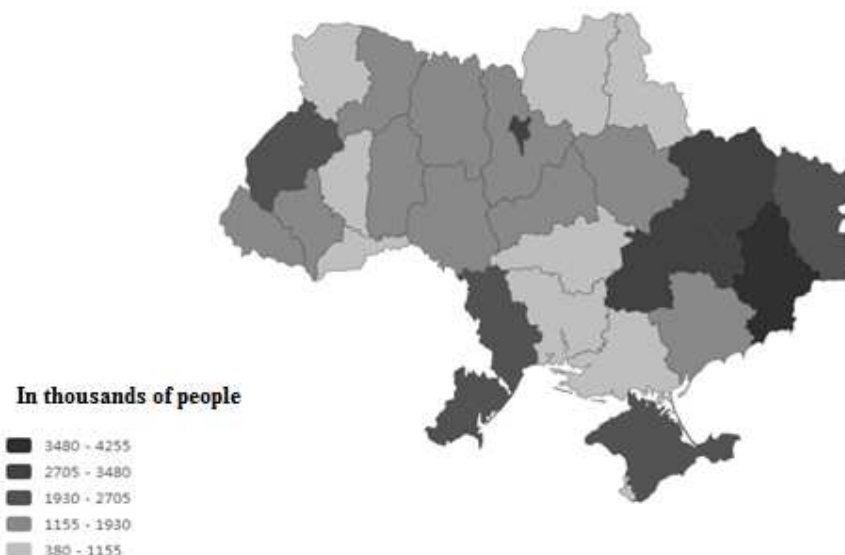 In thousands of people
3480 - 4255
2705 - 3480
1930 - 2705
1155 - 1930
380 - 1155